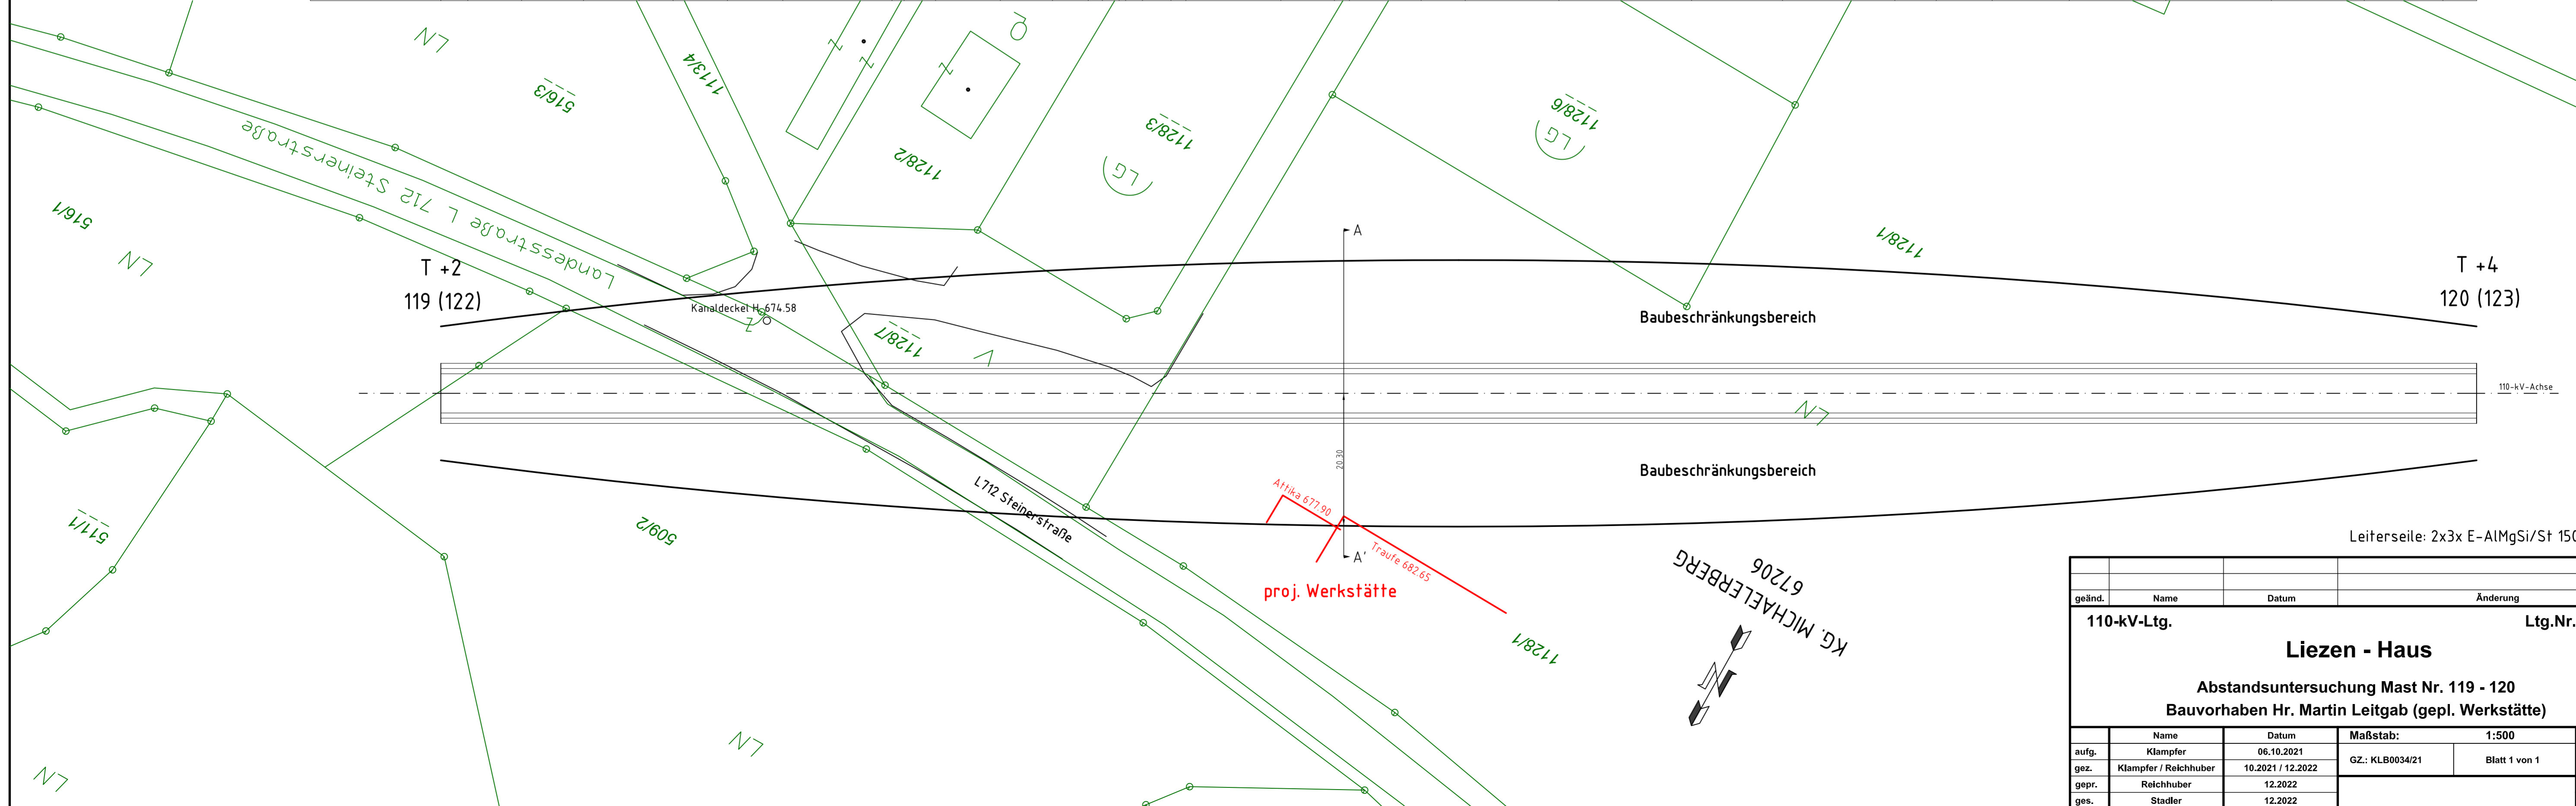 LN
516/3
1113/4
Z
Z
Z
Q
1128/2
1128/3
LG
1128/6
LG
1128/1
Landesstraße L 712 Steinerstraße
516/1
LN
T +2
119 (122)
Kanaldeckel H=674.58
Z
1128/7
V
A
Baubeschränkungsbereich
T +4
120 (123)
110-kV-Achse
LN
20.30
Baubeschränkungsbereich
L712 Steinerstraße
Attika 677.90
Traufe 682.65
A'
proj. Werkstätte
511/1
509/2
LN
LN
1128/1
KG. MICHAELERBERG
67206
N
Leiterseile: 2x3x E-AlMgSi/St 150
geänd. Name Datum Änderung
110-kV-Ltg. Ltg.Nr.
Liezen - Haus
Abstandsuntersuchung Mast Nr. 119 - 120
Bauvorhaben Hr. Martin Leitgab (gepl. Werkstätte)
Name Datum Maßstab: 1:500
aufg. Klampfer 06.10.2021
gez. Klampfer / Reichhuber 10.2021 / 12.2022
GZ.: KLB0034/21 Blatt 1 von 1
gepr. Reichhuber 12.2022
ges. Stadler 12.2022